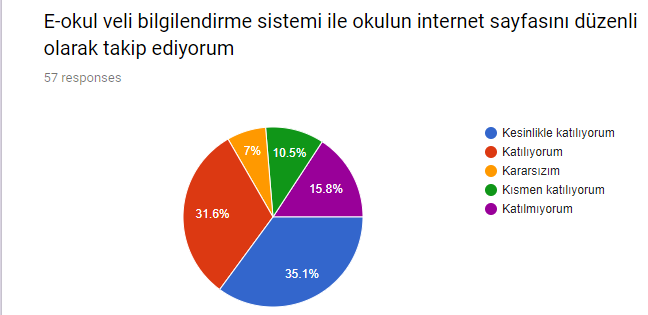 E-okul veli bilgilendirme sistemi ile okulun internet sayfasını düzenli
olarak takip ediyorum
57 responses
Kesinlikle katılıyorum
Katılıyorum
Kararsızım
Kısmen katılıyorum
Katılmıyorum
7%
10.5%
15.8%
31.6%
35.1%